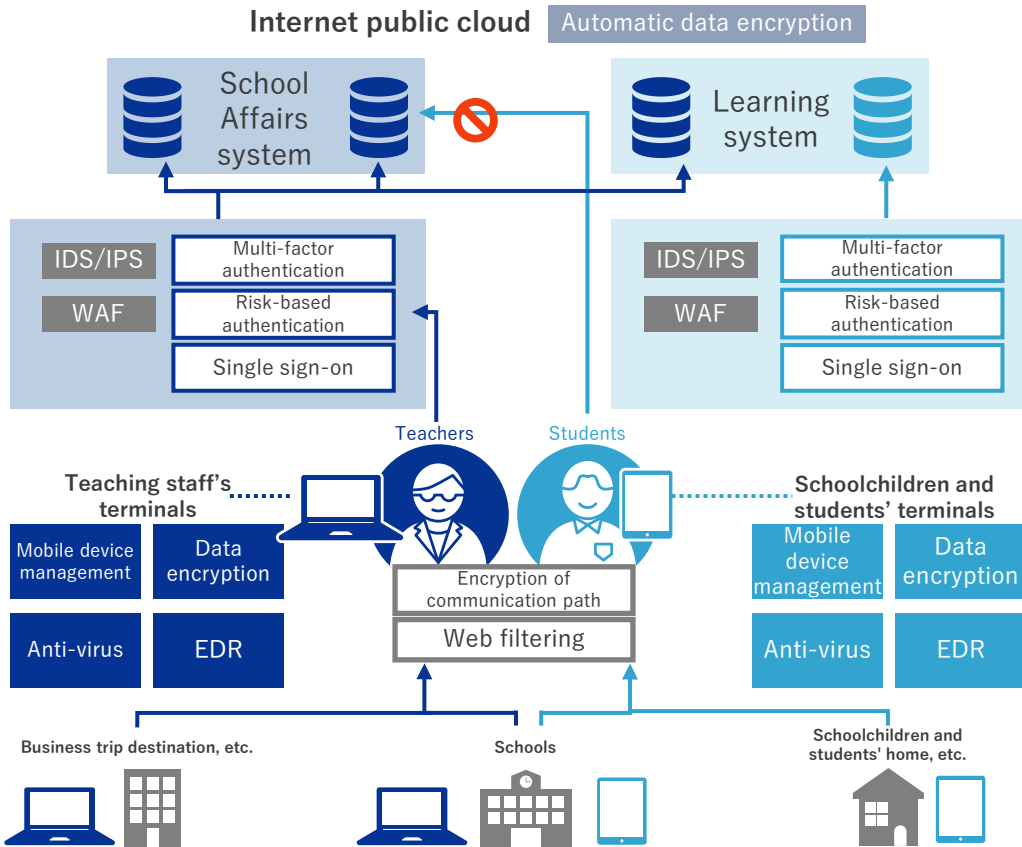 Internet public cloud
Automatic data encryption
School
Affairs
system
Learning
system
IDS/IPS
WAF
Multi-factor
authentication
Risk-based
authentication
Single sign-on
IDS/IPS
WAF
Multi-factor
authentication
Risk-based
authentication
Single sign-on
Teachers
Students
Teaching staff's
terminals
Mobile device
management
Data
encryption
Anti-virus
EDR
Encryption of
communication path
Web filtering
Schoolchildren and
students' terminals
Mobile
device
management
Data
encryption
Anti-virus
EDR
Business trip destination, etc.
Schools
Schoolchildren and
students' home, etc.